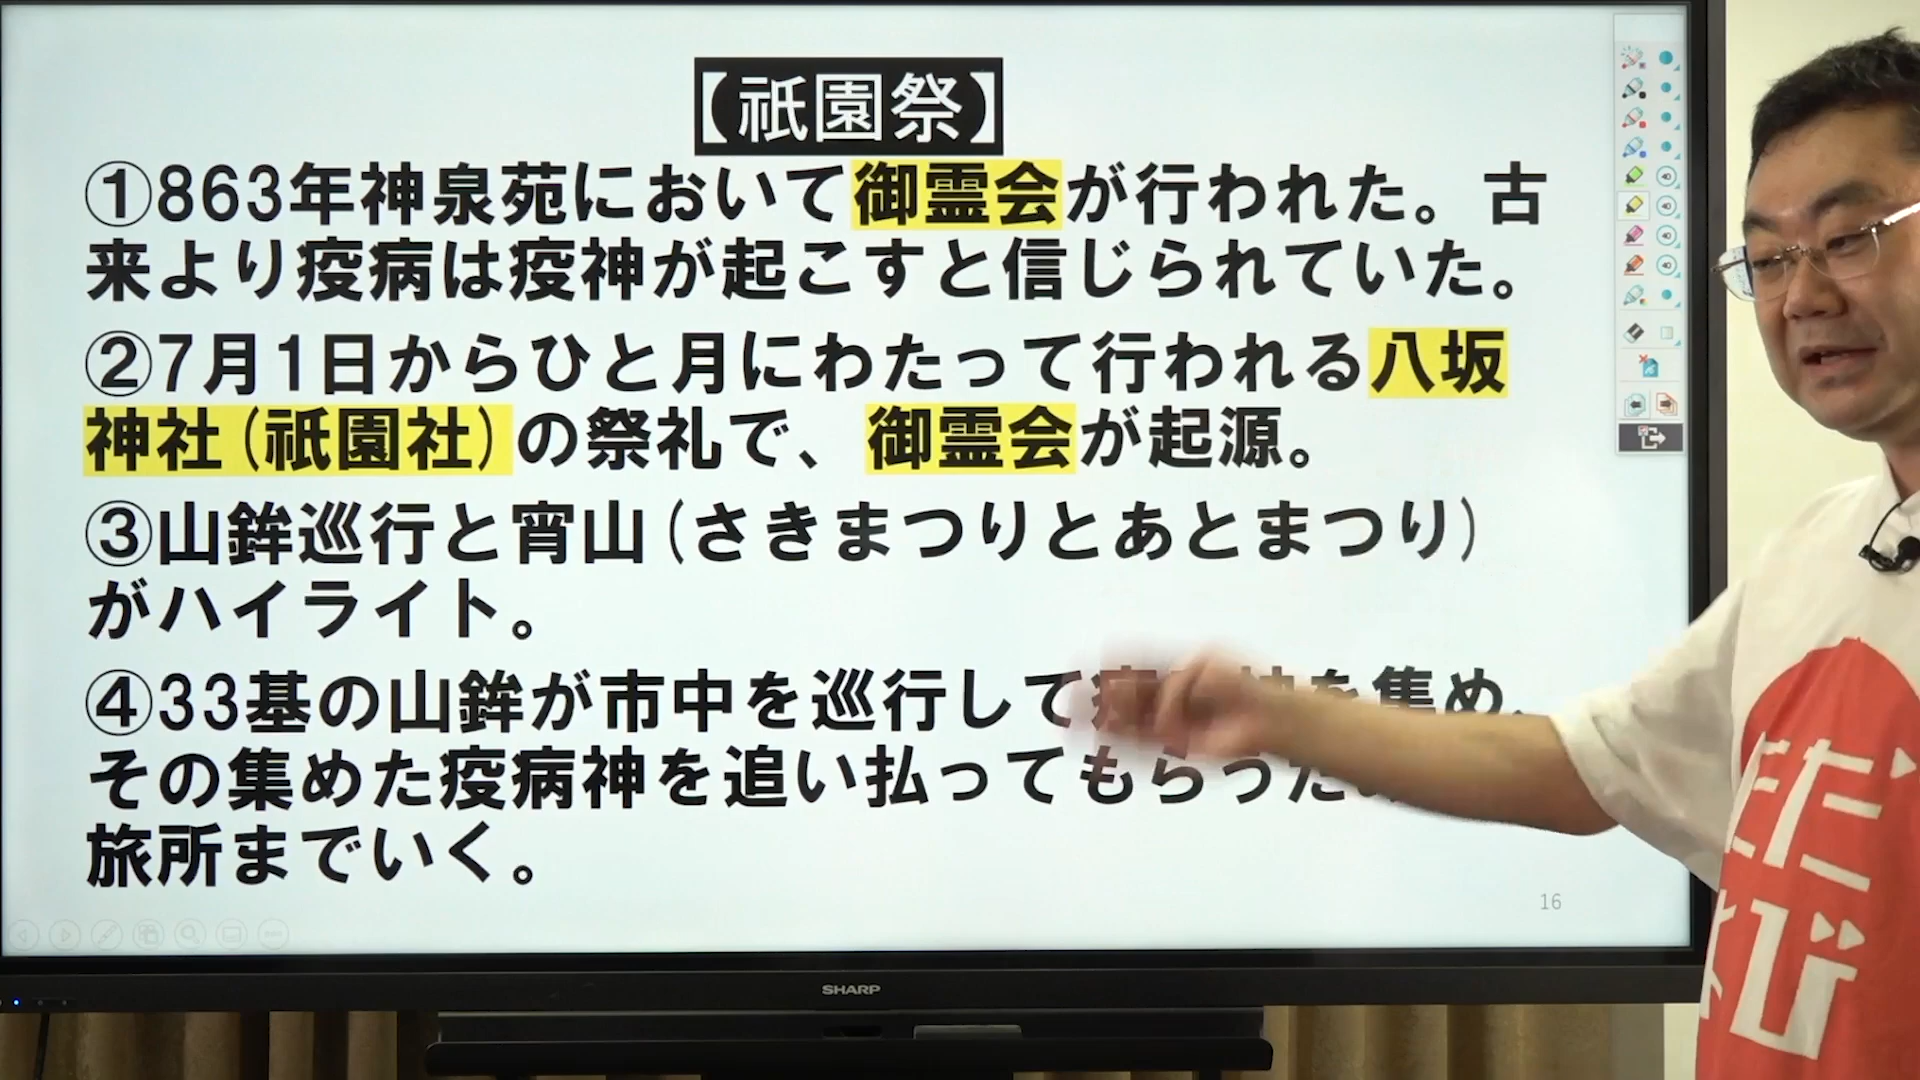 【祇園祭】
①863年神泉苑において御霊会が行われた。古
来より疫病は疫神が起こすと信じられていた。
②7月1日からひと月にわたって行われる八坂
神社(祇園社)の祭礼で、御霊会が起源。
③山鉾巡行と宵山(さきまつりとあとまつり)
がハイライト。
④33基の山鉾が市中を巡行して を集め、
その集めた疫病神を追い払ってもらう
旅所までいく。
16
SHARP